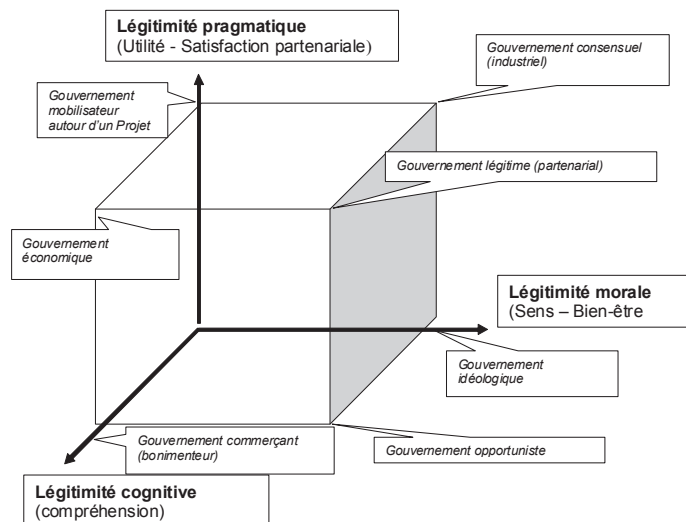 Légitimité pragmatique
(Utilité - Satisfaction partenariale)
Gouvernement consensuel
(industriel)
Gouvernement
mobilisateur
autour d'un Projet
Gouvernement légitime (partenarial)
Gouvernement
économique
Légitimité morale
(Sens – Bien-être
Gouvernement
idéologique
Gouvernement commerçant
(bonimenteur)
Gouvernement opportuniste
Légitimité cognitive
(compréhension)